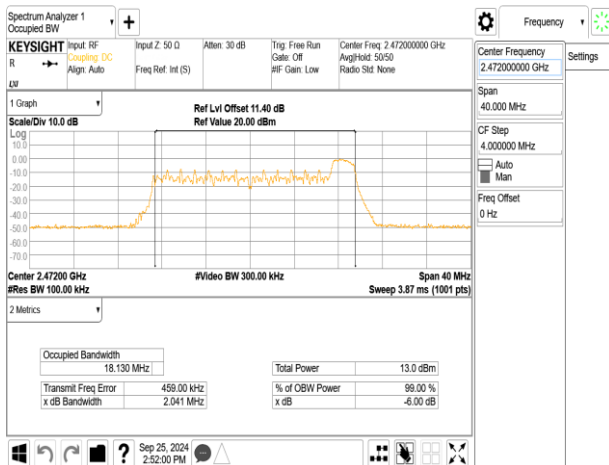 Spectrum Analyzer 1
Occupied BW
Frequency
KEYSIGHT
R
Input: RF
Coupling: DC
Align: Auto
Input Z: 50 Ω
Freq Ref: Int (S)
Atten: 30 dB
Trig: Free Run
Gate: Off
#IF Gain: Low
Center Freq: 2.472000000 GHz
Avg|Hold: 50/50
Radio Std: None
LXI
1 Graph
Scale/Div 10.0 dB
Ref Lvl Offset 11.40 dB
Ref Value 20.00 dBm
Log
10.0
0.00
-10.0
-20.0
-30.0
-40.0
-50.0
-60.0
-70.0
Center 2.47200 GHz
#Video BW 300.00 kHz
Span 40 MHz
#Res BW 100.00 kHz
Sweep 3.87 ms (1001 pts)
2 Metrics
Occupied Bandwidth
18.130 MHz
Transmit Freq Error 459.00 kHz
x dB Bandwidth 2.041 MHz
Total Power 13.0 dBm
% of OBW Power 99.00 %
x dB -6.00 dB
Center Frequency
2.472000000 GHz
Span
40.000 MHz
CF Step
4.000000 MHz
Auto
Man
Freq Offset
0 Hz
Settings
?
Sep 25, 2024
2:52:00 PM